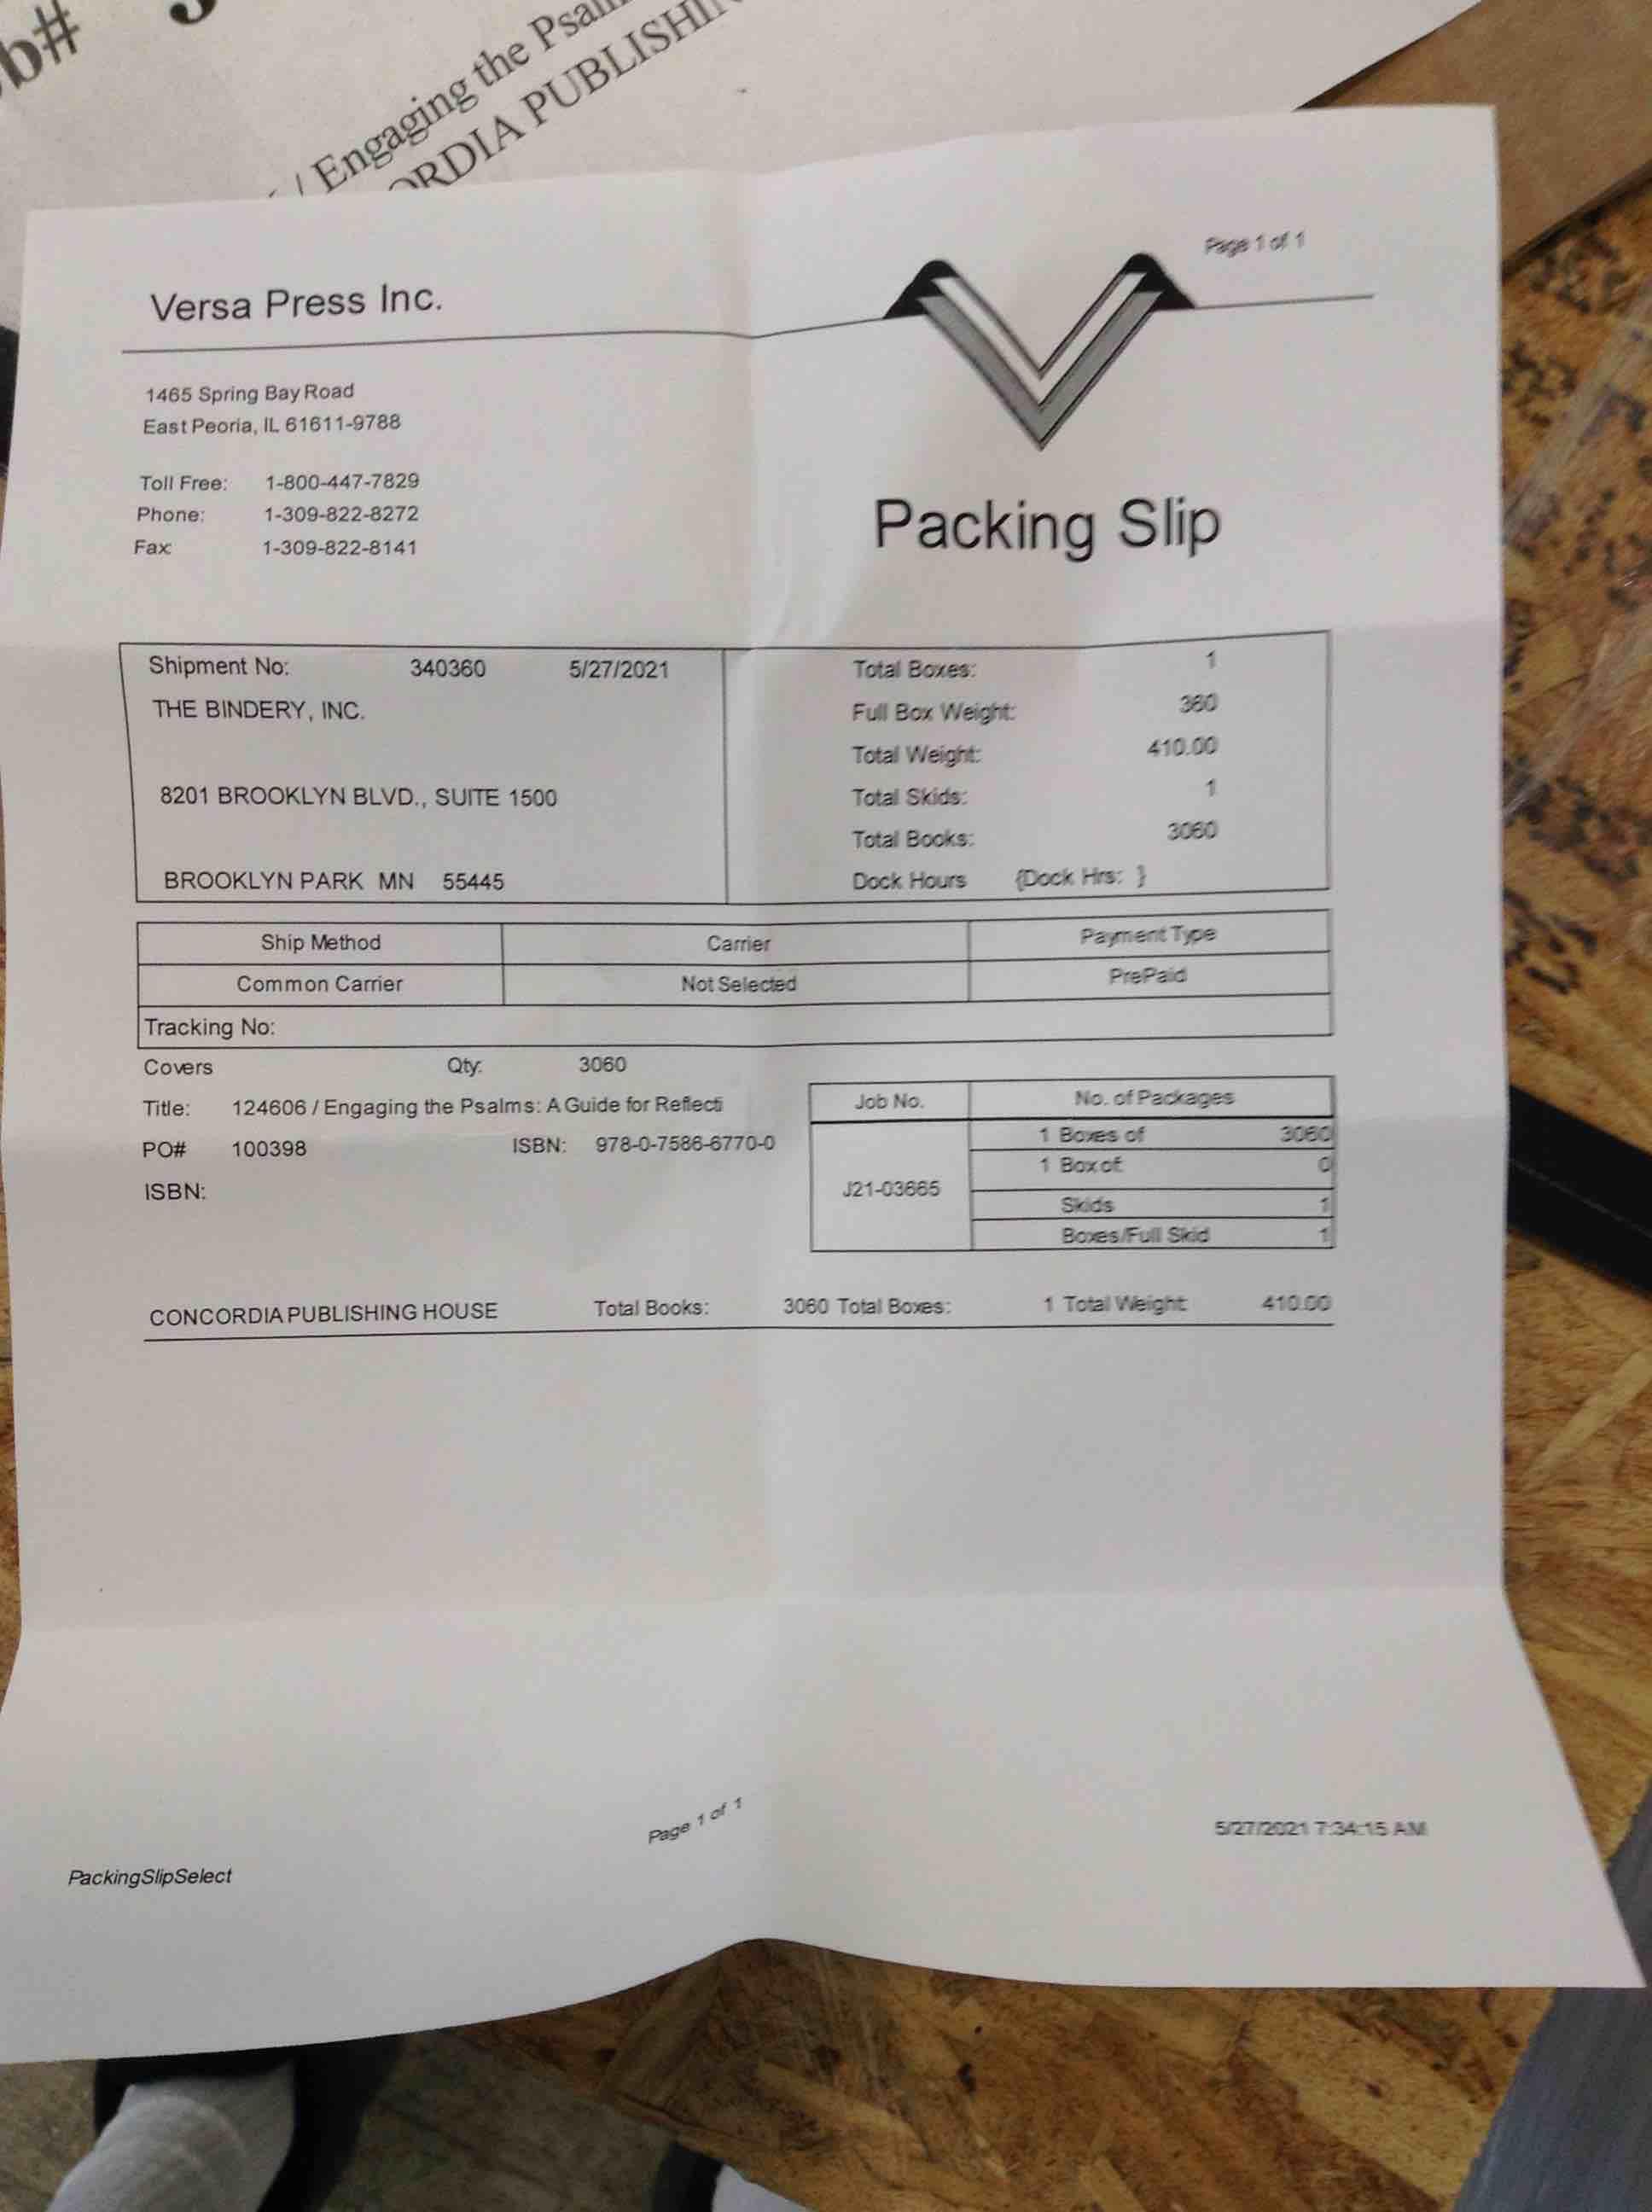 b#
/ Engaging the
ORDIA PUBLISHIN
Page 1 of 1
Versa Press Inc.
1465 Spring Bay Road
East Peoria, IL 61611-9788
Toll Free: 1-800-447-7829
Phone: 1-309-822-8272
Fax: 1-309-822-8141
Packing Slip
Shipment No: 340360 5/27/2021
THE BINDERY, INC.
8201 BROOKLYN BLVD., SUITE 1500
BROOKLYN PARK MN 55445
Total Boxes: 1
Full Box Weight: 360
Total Weight: 410.00
Total Skids: 1
Total Books: 3060
Dock Hours {Dock Hrs: }
Ship Method Carrier Payment Type
Common Carrier Not Selected PrePaid
Tracking No:
Covers Qty: 3060
Title: 124606 / Engaging the Psalms: A Guide for Reflecti
PO# 100398 ISBN: 978-0-7586-6770-0
ISBN:
Job No. No. of Packages
J21-03665
1 Boxes of 3060
1 Box of: 0
Skids 1
Boxes/Full Skid 1
CONCORDIA PUBLISHING HOUSE Total Books: 3060 Total Boxes: 1 Total Weight: 410.00
Page 1 of 1
5/27/2021 7:34:15 AM
PackingSlipSelect